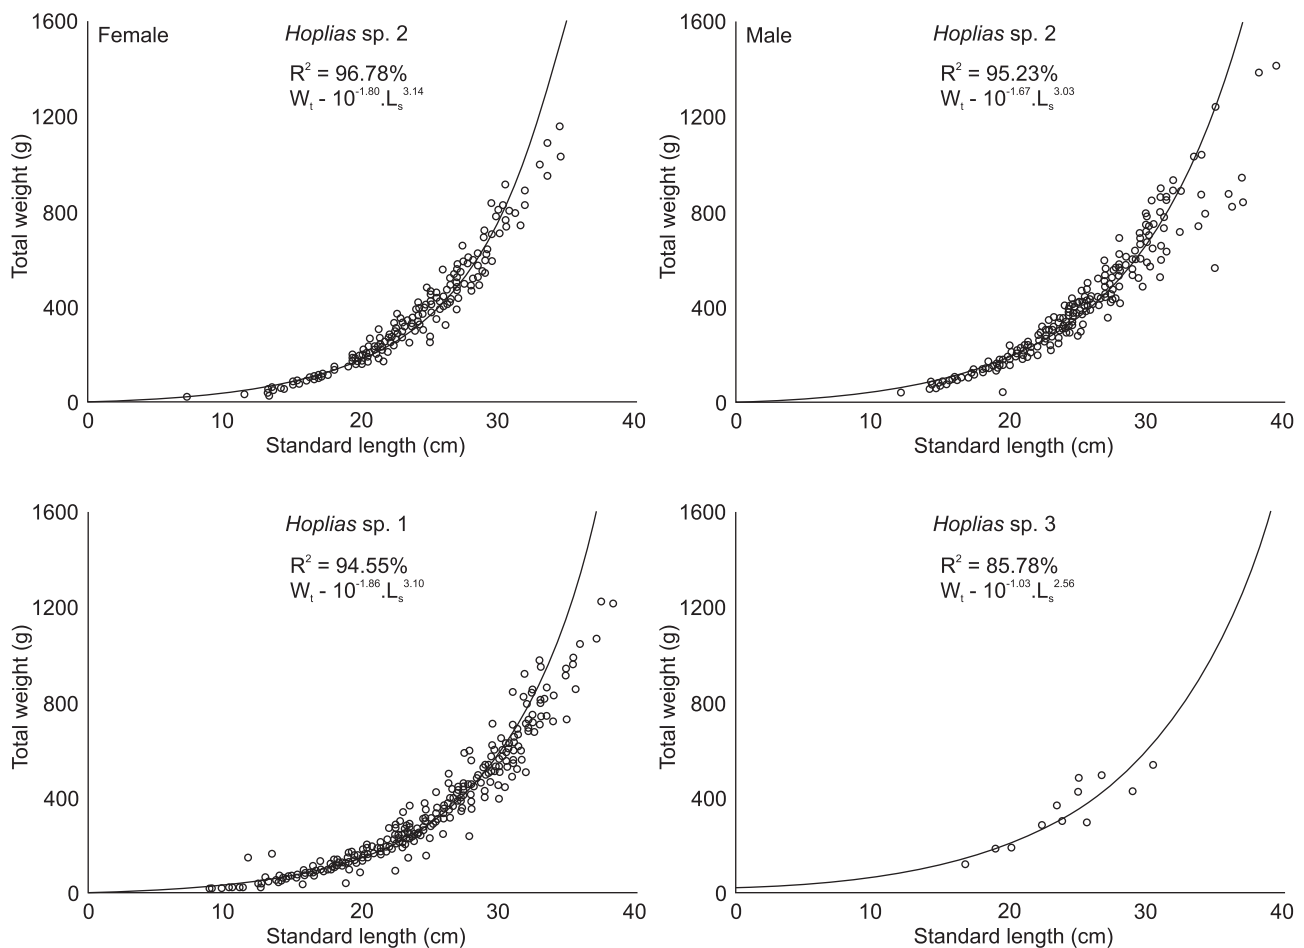 Female
Hoplias sp. 2
R² = 96.78%
Wₜ - 10⁻¹·⁸⁰.Lₛ³·¹⁴
1600
1200
800
400
0
Total weight (g)
0 10 20 30 40
Standard length (cm)
Male
Hoplias sp. 2
R² = 95.23%
Wₜ - 10⁻¹·⁶⁷.Lₛ³·⁰³
1600
1200
800
400
0
Total weight (g)
0 10 20 30 40
Standard length (cm)
Hoplias sp. 1
R² = 94.55%
Wₜ - 10⁻¹·⁸⁶.Lₛ³·¹⁰
1600
1200
800
400
0
Total weight (g)
0 10 20 30 40
Standard length (cm)
Hoplias sp. 3
R² = 85.78%
Wₜ - 10⁻¹·⁰³.Lₛ²·⁵⁶
1600
1200
800
400
0
Total weight (g)
0 10 20 30 40
Standard length (cm)